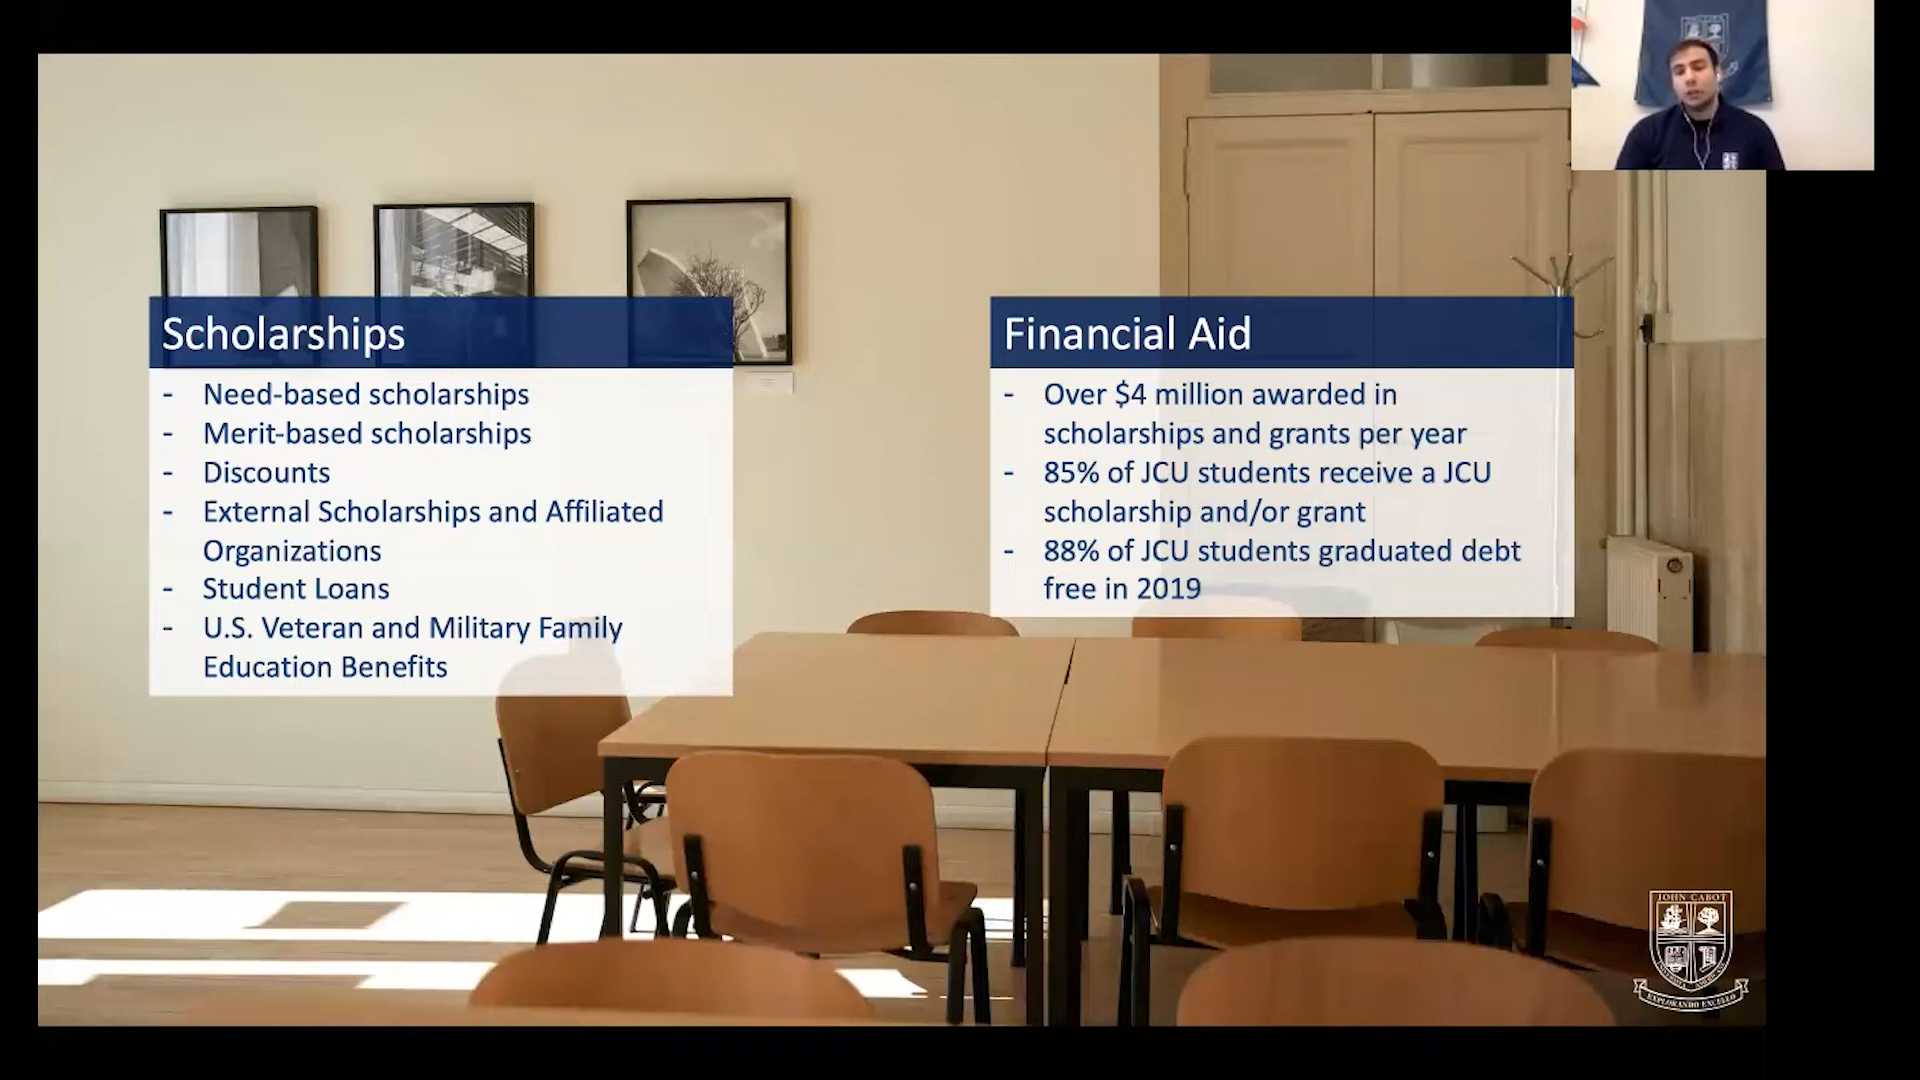 Scholarships
- Need-based scholarships
- Merit-based scholarships
- Discounts
- External Scholarships and Affiliated
Organizations
- Student Loans
- U.S. Veteran and Military Family
Education Benefits
Financial Aid
- Over $4 million awarded in
scholarships and grants per year
- 85% of JCU students receive a JCU
scholarship and/or grant
- 88% of JCU students graduated debt
free in 2019
JOHN CABOT
EXPLORANDO EXCELLO